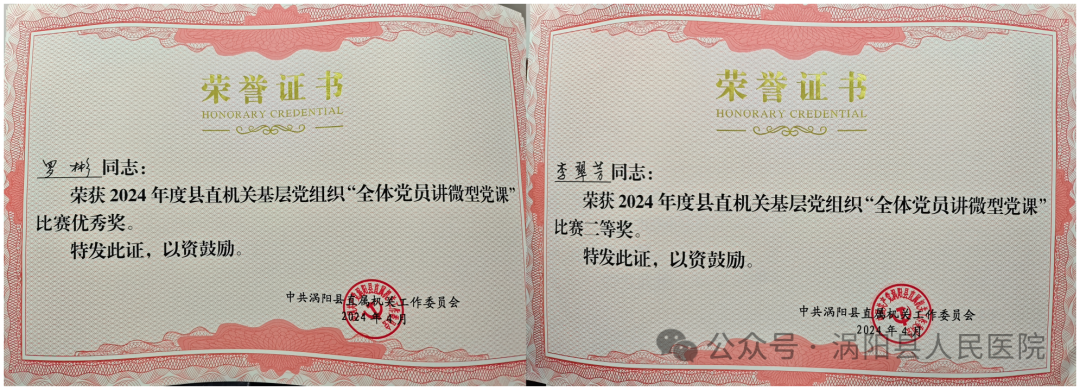 荣誉证书
HONORARY CREDENTIAL
罗彬同志：
荣获2024年度县直机关基层党组织“全体党员讲微型党课”
比赛优秀奖。
特发此证，以资鼓励。
中共涡阳县直属机关工作委员会
2024年4月
荣誉证书
HONORARY CREDENTIAL
李翠芳同志：
荣获2024年度县直机关基层党组织“全体党员讲微型党课”
比赛二等奖。
特发此证，以资鼓励。
中共涡阳县直属机关工作委员会
2024年4月
公众号·涡阳县人民医院